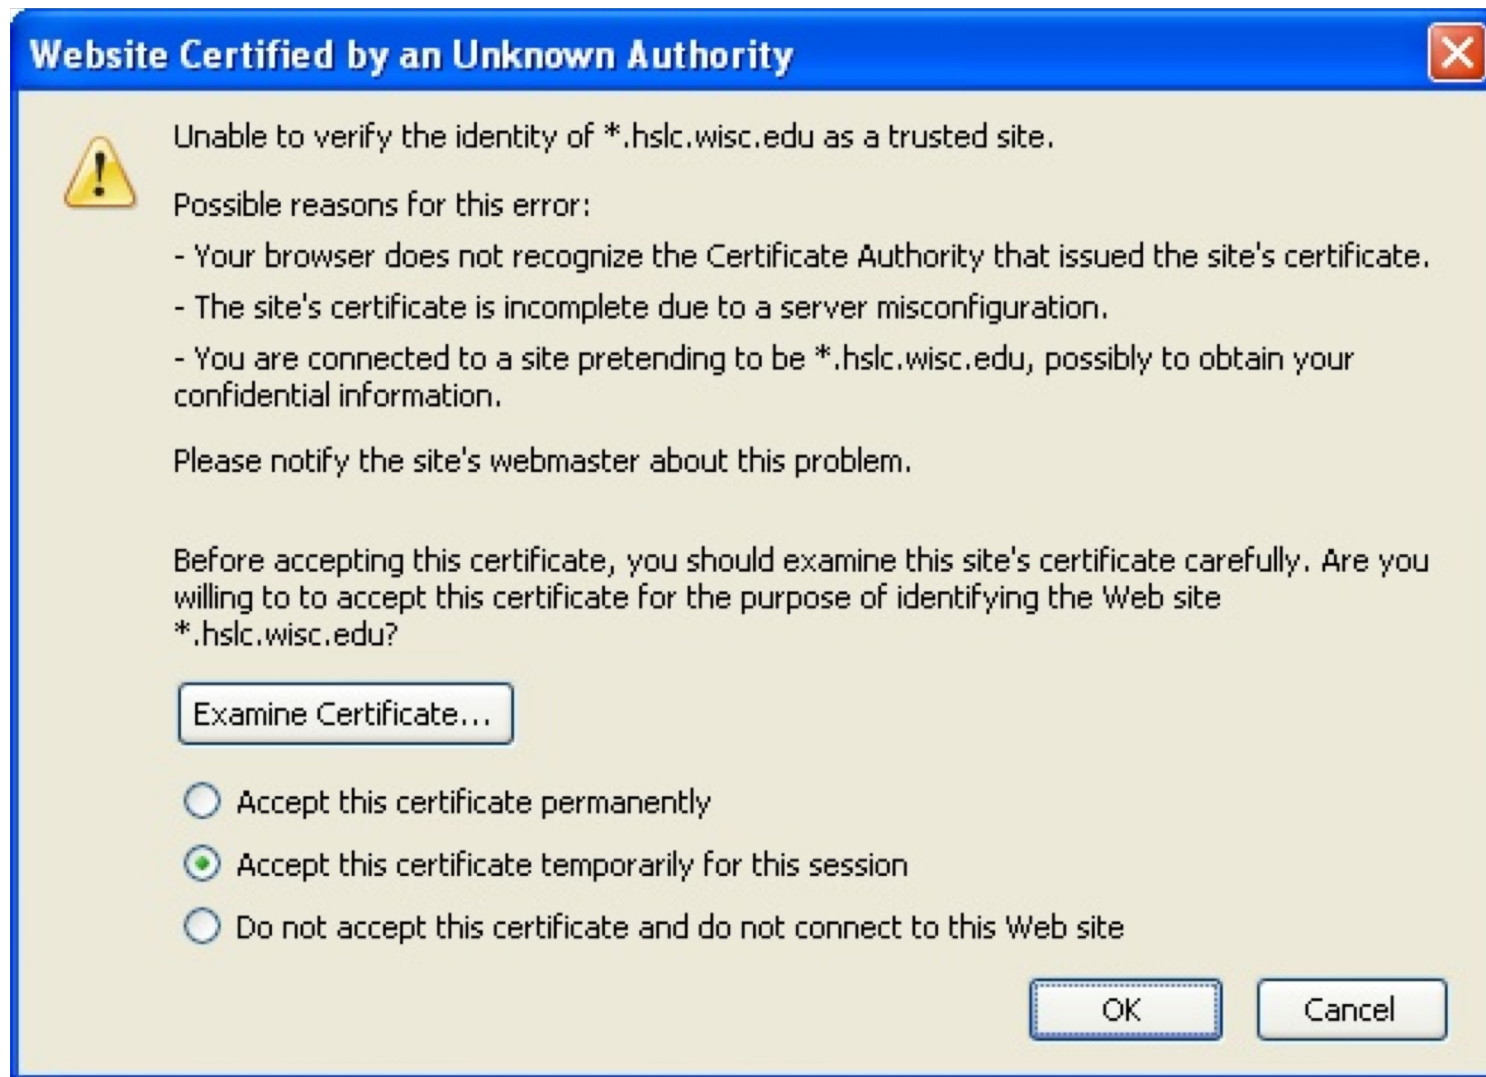 Website Certified by an Unknown Authority
Unable to verify the identity of *.hslc.wisc.edu as a trusted site.
Possible reasons for this error:
- Your browser does not recognize the Certificate Authority that issued the site's certificate.
- The site's certificate is incomplete due to a server misconfiguration.
- You are connected to a site pretending to be *.hslc.wisc.edu, possibly to obtain your
confidential information.
Please notify the site's webmaster about this problem.
Before accepting this certificate, you should examine this site's certificate carefully. Are you
willing to to accept this certificate for the purpose of identifying the Web site
*.hslc.wisc.edu?
Examine Certificate...
Accept this certificate permanently
Accept this certificate temporarily for this session
Do not accept this certificate and do not connect to this Web site
OK
Cancel